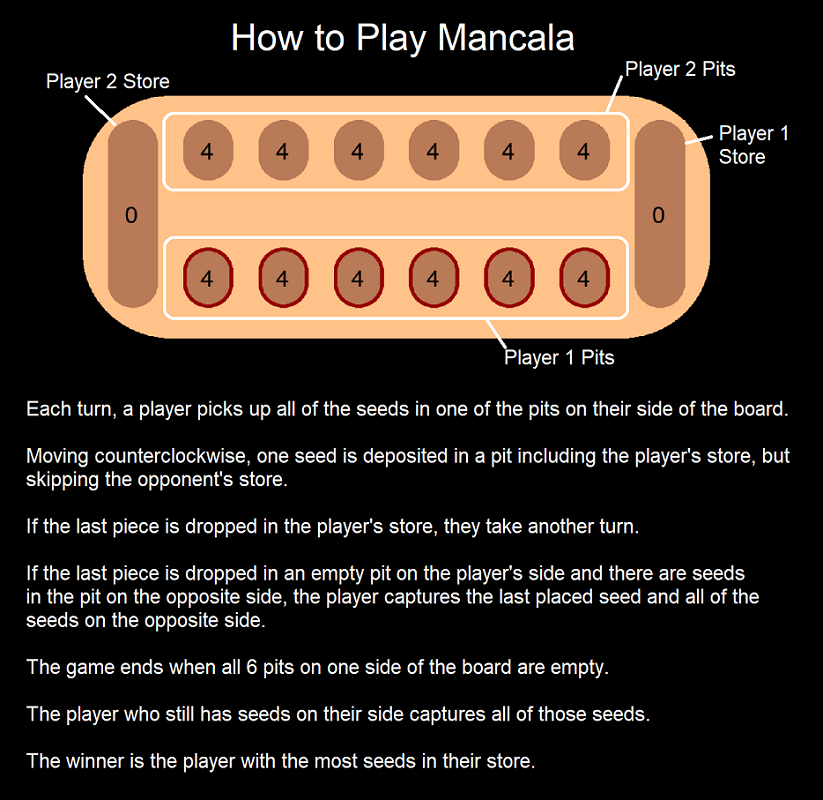 How to Play Mancala
Player 2 Store
Player 2 Pits
Player 1
Store
4 4 4 4 4 4
0
0
4 4 4 4 4 4
Player 1 Pits
Each turn, a player picks up all of the seeds in one of the pits on their side of the board.
Moving counterclockwise, one seed is deposited in a pit including the player's store, but
skipping the opponent's store.
If the last piece is dropped in the player's store, they take another turn.
If the last piece is dropped in an empty pit on the player's side and there are seeds
in the pit on the opposite side, the player captures the last placed seed and all of the
seeds on the opposite side.
The game ends when all 6 pits on one side of the board are empty.
The player who still has seeds on their side captures all of those seeds.
The winner is the player with the most seeds in their store.